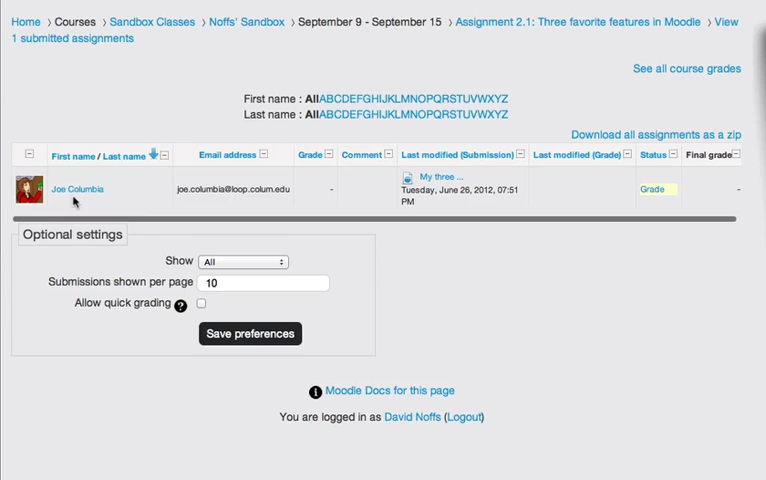 Home > Courses > Sandbox Classes > Noffs' Sandbox > September 9 - September 15 > Assignment 2.1: Three favorite features in Moodle > View
1 submitted assignments
See all course grades
First name : AllABCDEFGHIJKLMNOPQRSTUVWXYZ
Last name : AllABCDEFGHIJKLMNOPQRSTUVWXYZ
Download all assignments as a zip
First name / Last name Email address Grade Comment Last modified (Submission) Last modified (Grade) Status Final grade
Joe Columbia joe.columbia@loop.colum.edu - My three ... Grade -
Tuesday, June 26, 2012, 07:51
PM
Optional settings
Show All
Submissions shown per page 10
Allow quick grading ?
Save preferences
Moodle Docs for this page
You are logged in as David Noffs (Logout)